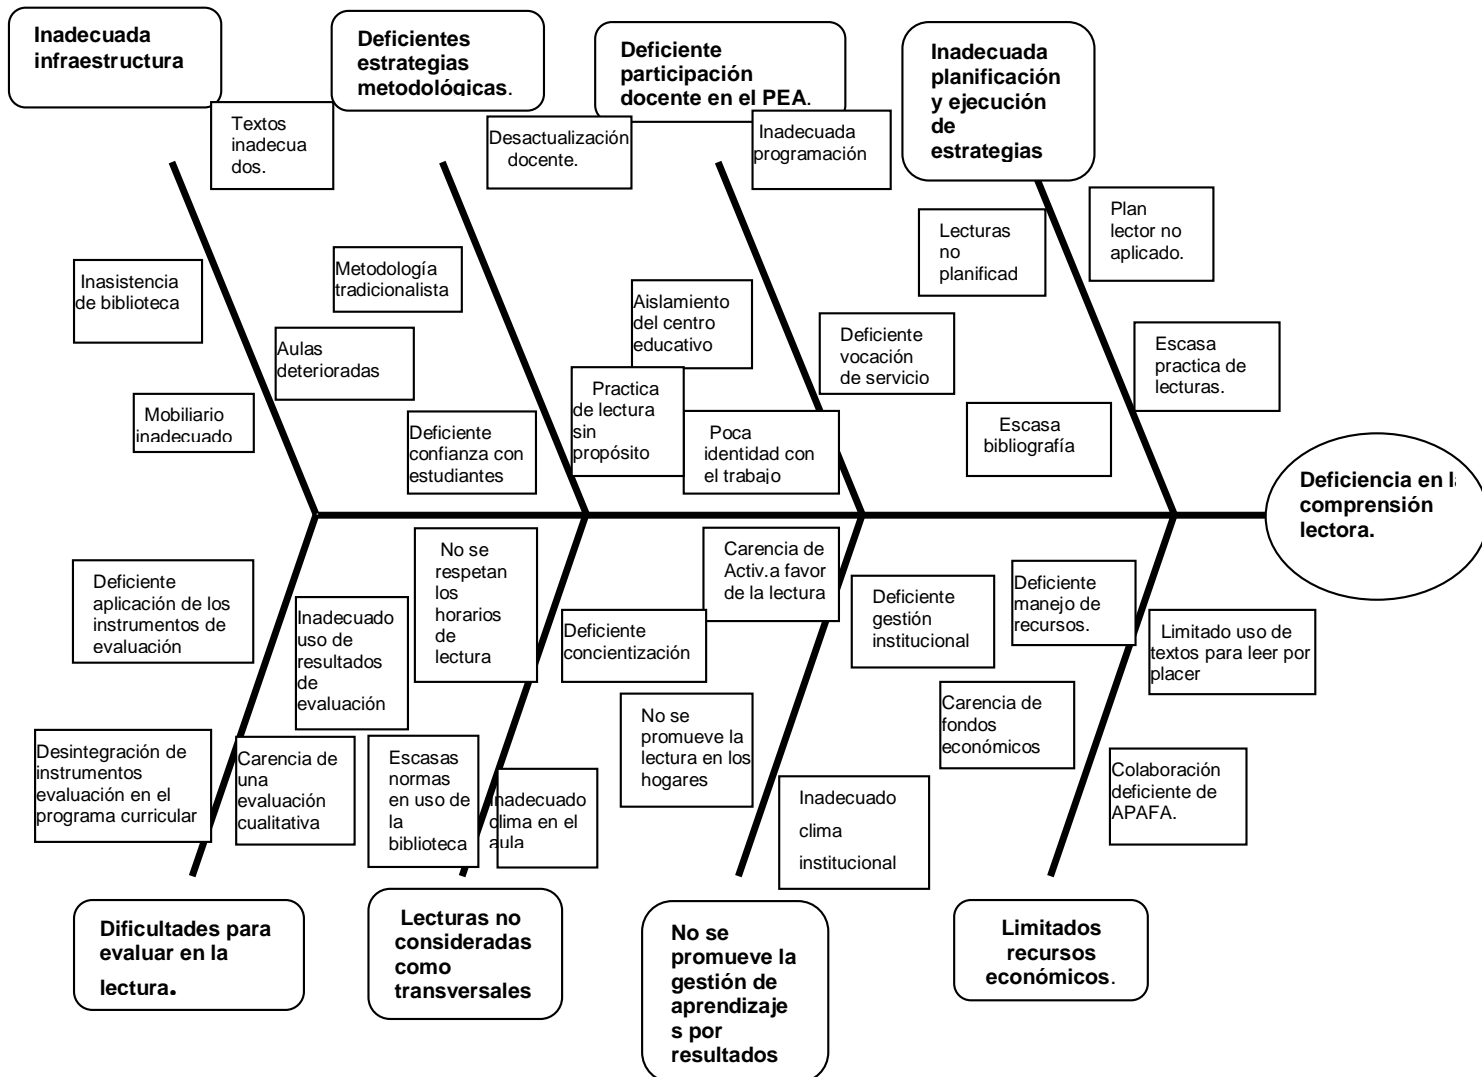 Inadecuada
infraestructura
Deficientes
estrategias
metodológicas.
Deficiente
participación
docente en el PEA.
Inadecuada
planificación
y ejecución
de
estrategias
Textos
inadecua
dos.
Desactualización
docente.
Inadecuada
programación
Plan
lector no
aplicado.
Lecturas
no
planificad
Inasistencia
de biblioteca
Metodología
tradicionalista
Aislamiento
del centro
educativo
Deficiente
vocación
de servicio
Escasa
practica de
lecturas.
Aulas
deterioradas
Practica
de lectura
sin
propósito
Mobiliario
inadecuado
Deficiente
confianza con
estudiantes
Poca
identidad con
el trabajo
Escasa
bibliografía
Deficiencia en l
comprensión
lectora.
Deficiente
aplicación de los
instrumentos de
evaluación
Inadecuado
uso de
resultados
de
evaluación
No se
respetan
los
horarios
de
lectura
Deficiente
concientización
Carencia de
Activ.a favor
de la lectura
Deficiente
gestión
institucional
Deficiente
manejo de
recursos.
Limitado uso de
textos para leer por
placer
Desintegración de
instrumentos
evaluación en el
programa curricular
Carencia de
una
evaluación
cualitativa
Escasas
normas
en uso de
la
biblioteca
Inadecuado
clima en el
aula
No se
promueve la
lectura en los
hogares
Inadecuado
clima
institucional
Carencia de
fondos
económicos
Colaboración
deficiente de
APAFA.
Dificultades para
evaluar en la
lectura.
Lecturas no
consideradas
como
transversales
No se
promueve la
gestión de
aprendizaje
s por
resultados
Limitados
recursos
económicos.